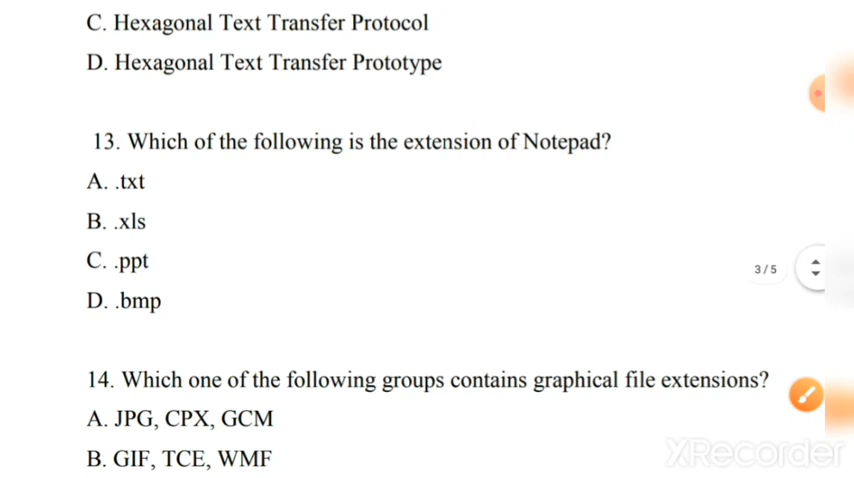 C. Hexagonal Text Transfer Protocol
D. Hexagonal Text Transfer Prototype
13. Which of the following is the extension of Notepad?
A. .txt
B. .xls
C. .ppt
3 / 5
D. .bmp
14. Which one of the following groups contains graphical file extensions?
A. JPG, CPX, GCM
B. GIF, TCE, WMF
XRecorder